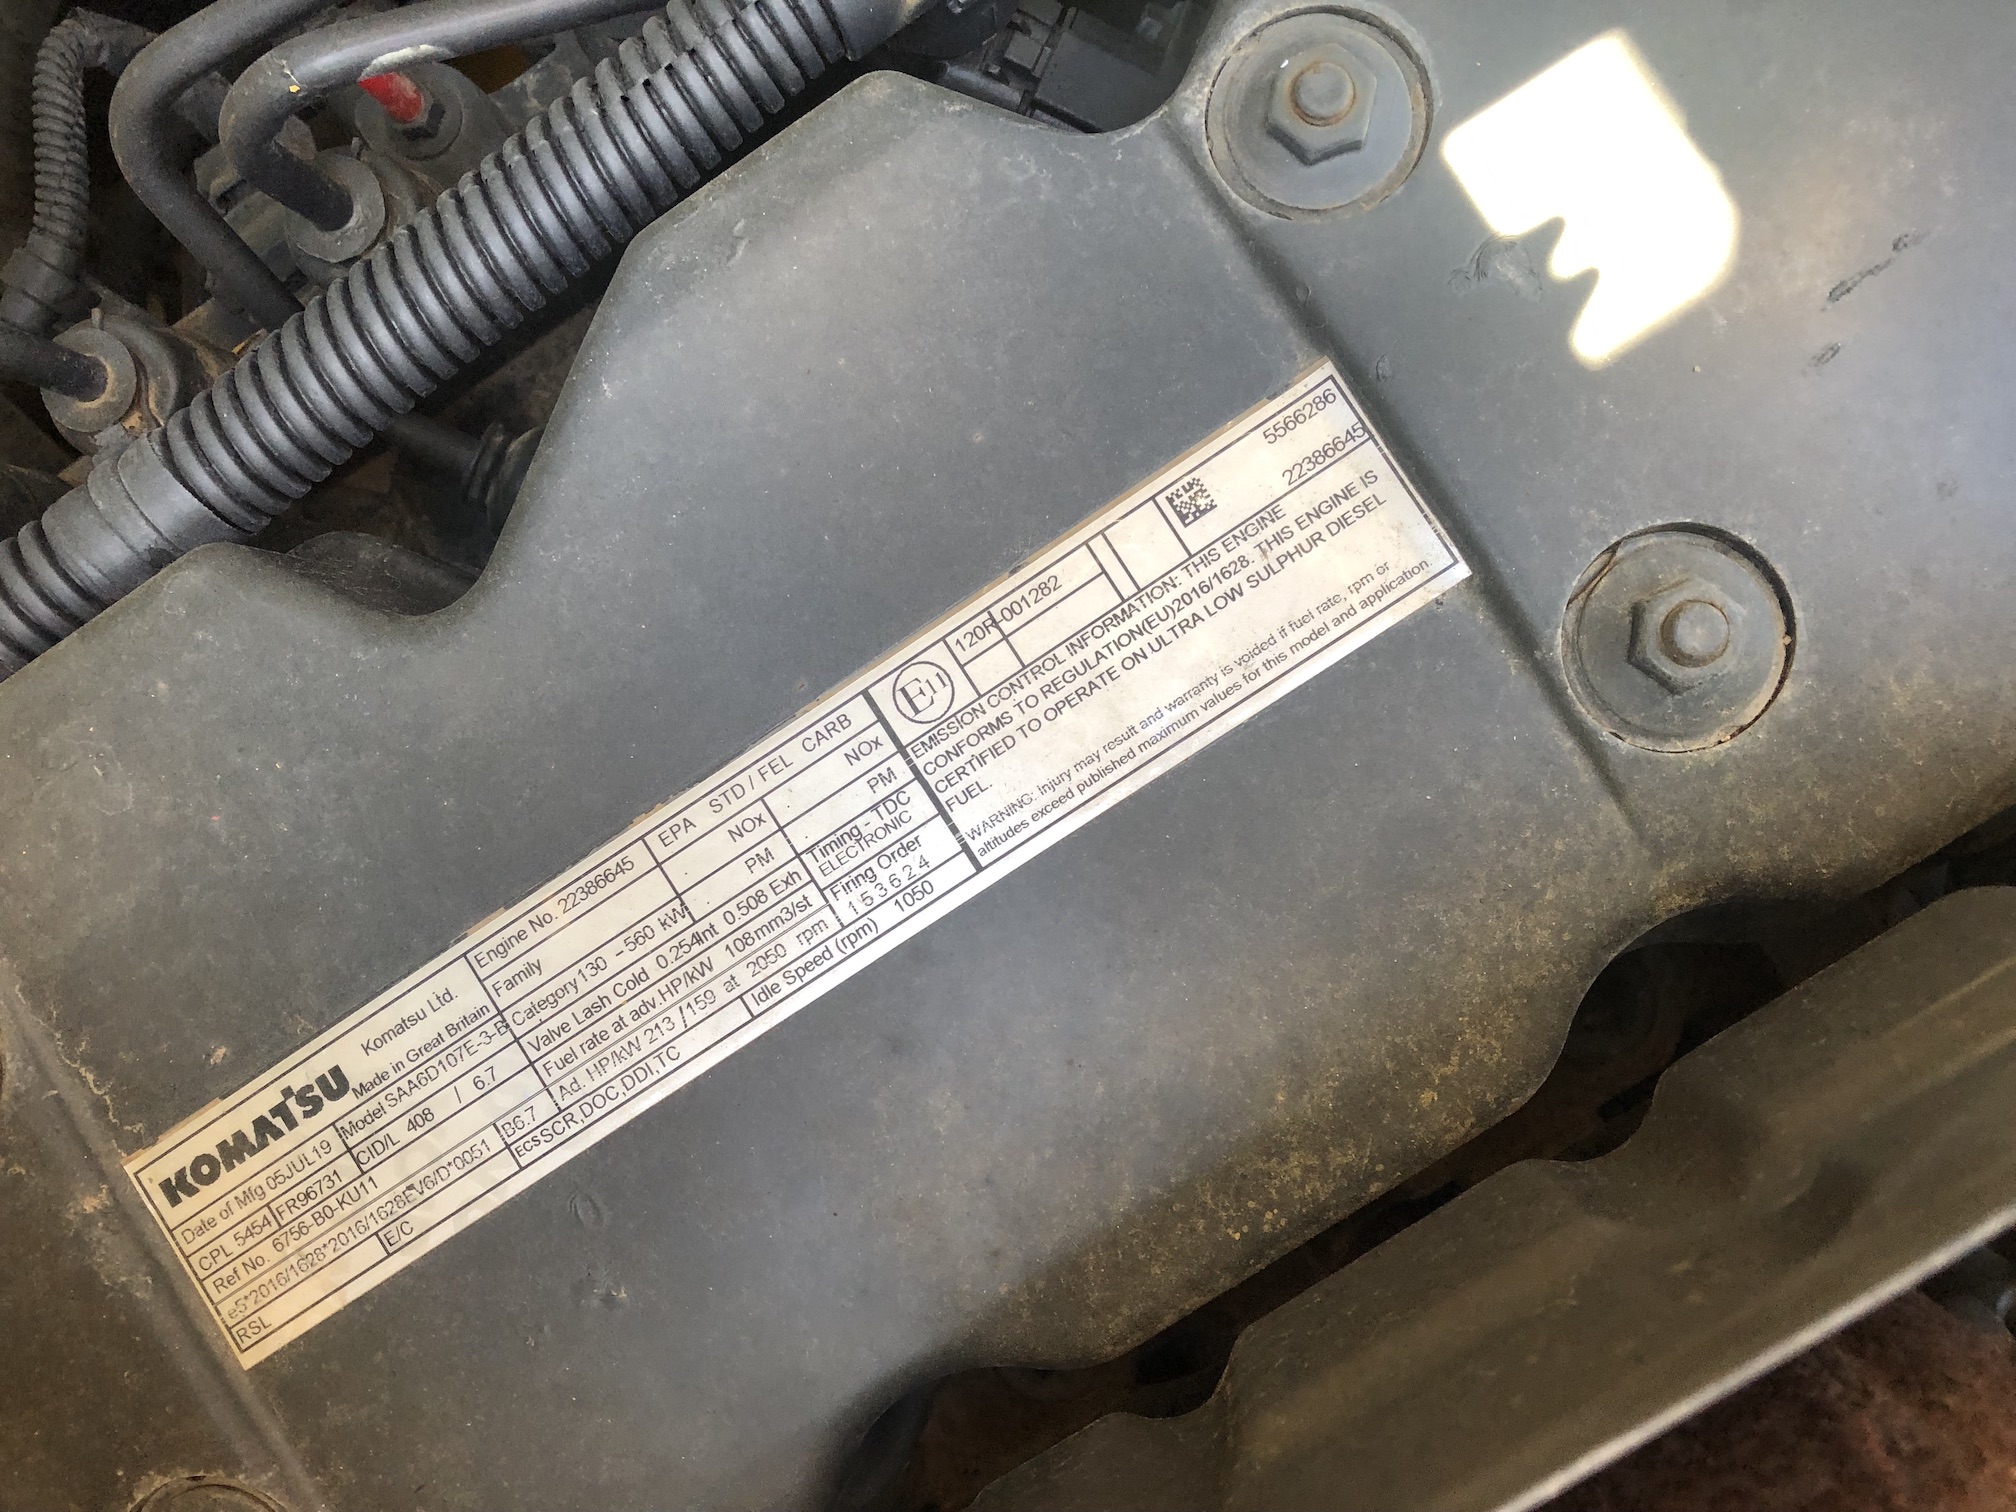 KOMATSU Komatsu Ltd.
Made in Great Britain
Date of Mfg 05JUL19
Model SAA6D107E-3-B
CPL 5454
FR96731
CID/L 408 / 6.7
Ref No. 6756-B0-KU11
e5*2016/1628*2016/1628EV6/D*0051
B6.7
RSL
E/C
ECS SCR,DOC,DDI,TC
Engine No. 22386645
Family
Category 130 - 560 kW
Valve Lash Cold 0.254Int 0.508 Exh
Fuel rate at adv.HP/kW 108mm3/st
Ad. HP/kW 213 /159 at 2050 rpm
Idle Speed (rpm) 1050
EPA STD / FEL CARB
NOx NOx
PM PM
Timing - TDC
ELECTRONIC
Firing Order
1 5 3 6 2 4
E11
120R-001282
5566286
22386645
EMISSION CONTROL INFORMATION: THIS ENGINE
CONFORMS TO REGULATION(EU)2016/1628. THIS ENGINE IS
CERTIFIED TO OPERATE ON ULTRA LOW SULPHUR DIESEL
FUEL.
WARNING: Injury may result and warranty is voided if fuel rate, rpm or
altitudes exceed published maximum values for this model and application.